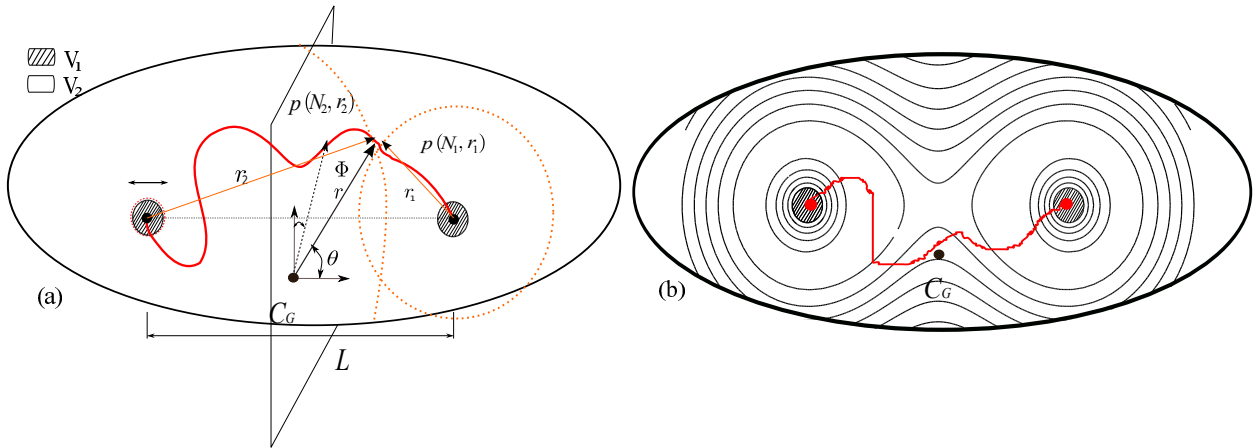 V₁
V₂
p(N₂, r₂)
p(N₁, r₁)
Φ
r₂
r
r₁
θ
(a)
C_G
L
(b)
C_G